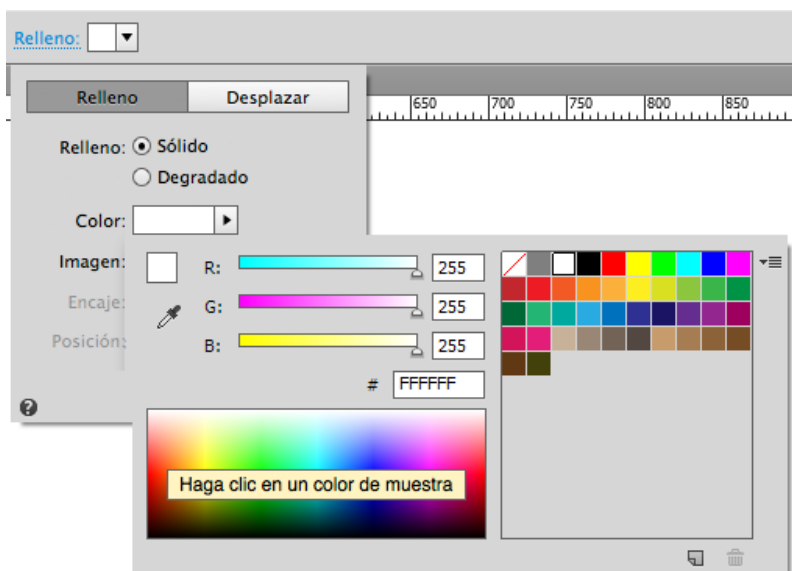 Relleno:
Relleno Desplazar
650 700 750 800 850
Relleno: Sólido
Degradado
Color:
Imagen: R: 255
Encaje: G: 255
Posición: B: 255
# FFFFFF
?
Haga clic en un color de muestra